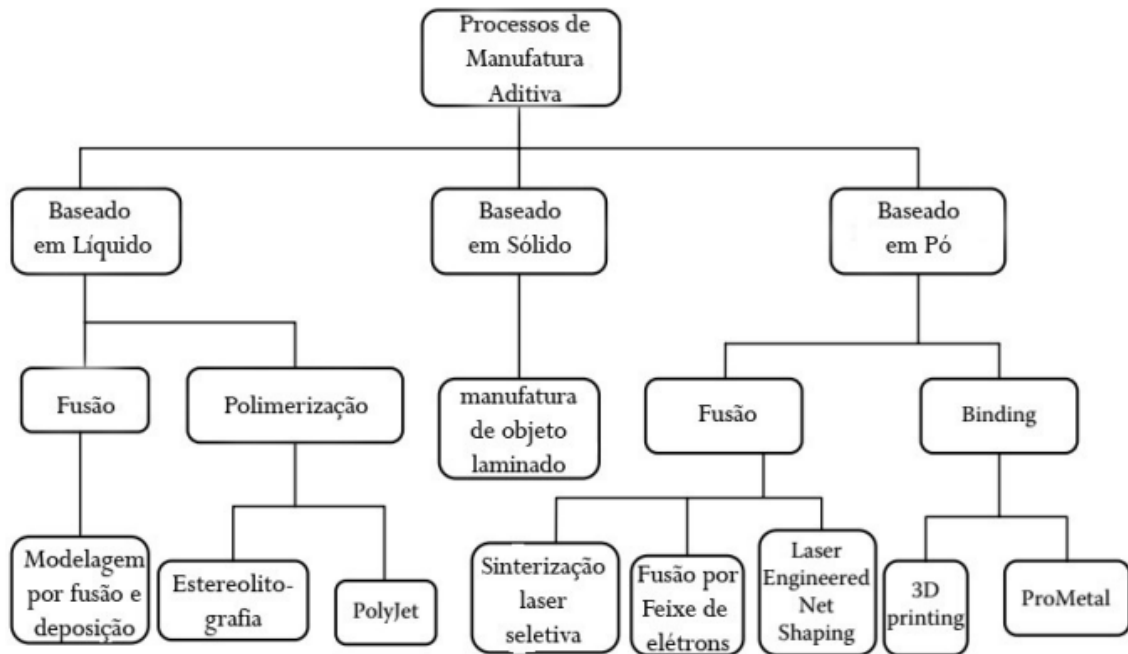 Processos de
Manufatura
Aditiva
Baseado
em Líquido
Baseado
em Sólido
Baseado
em Pó
Fusão
Polimerização
manufatura
de objeto
laminado
Fusão
Binding
Modelagem
por fusão e
deposição
Estereolito-
grafia
PolyJet
Sinterização
laser
seletiva
Fusão por
Feixe de
elétrons
Laser
Engineered
Net
Shaping
3D
printing
ProMetal